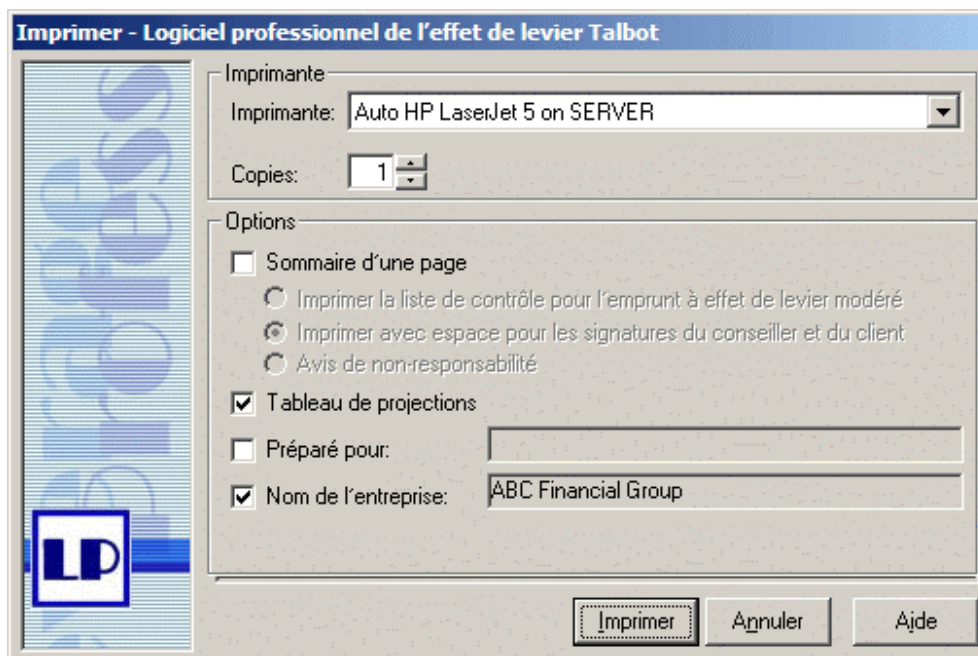 Imprimer - Logiciel professionnel de l'effet de levier Talbot
Imprimante
Imprimante: Auto HP LaserJet 5 on SERVER
Copies: 1
Options
Sommaire d'une page
Imprimer la liste de contrôle pour l'emprunt à effet de levier modéré
Imprimer avec espace pour les signatures du conseiller et du client
Avis de non-responsabilité
Tableau de projections
Préparé pour:
Nom de l'entreprise: ABC Financial Group
LP
Imprimer Annuler Aide